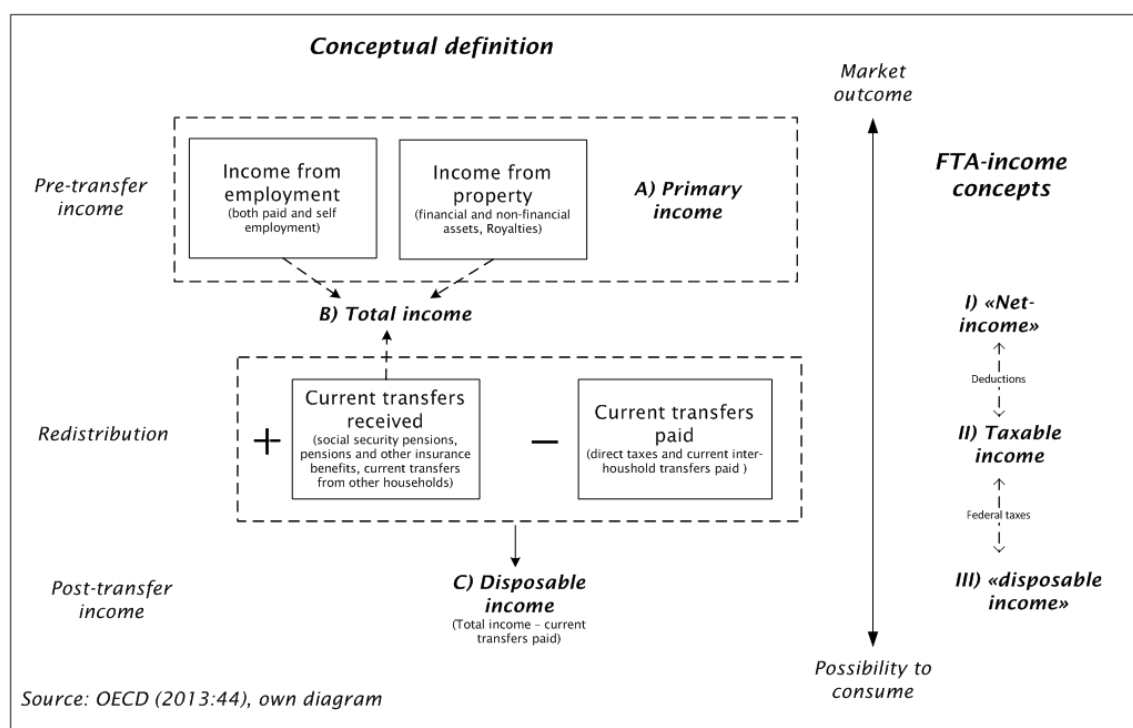 Conceptual definition
Market
outcome
Pre-transfer
income
Income from
employment
(both paid and self
employment)
Income from
property
(financial and non-financial
assets, Royalties)
A) Primary
income
FTA-income
concepts
B) Total income
I) «Net-
income»
Deductions
II) Taxable
income
Federal taxes
III) «disposable
income»
Redistribution
+
Current transfers
received
(social security pensions,
pensions and other insurance
benefits, current transfers
from other households)
−
Current transfers
paid
(direct taxes and current inter-
houshold transfers paid )
Post-transfer
income
C) Disposable
income
(Total income – current
transfers paid)
Possibility to
consume
Source: OECD (2013:44), own diagram